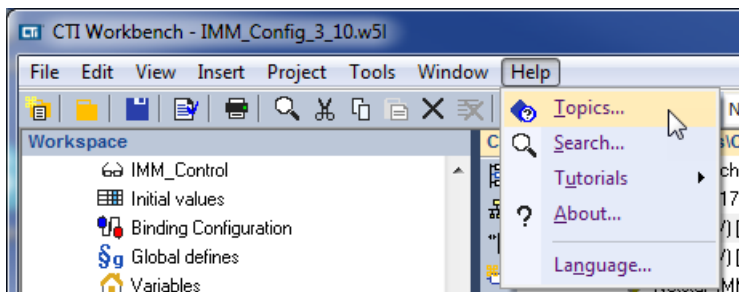 CTI CTI Workbench - IMM_Config_3_10.w5l
File Edit View Insert Project Tools Window Help
Workspace
IMM_Control
Initial values
Binding Configuration
Global defines
Variables
Topics...
Search...
Tutorials
About...
Language...